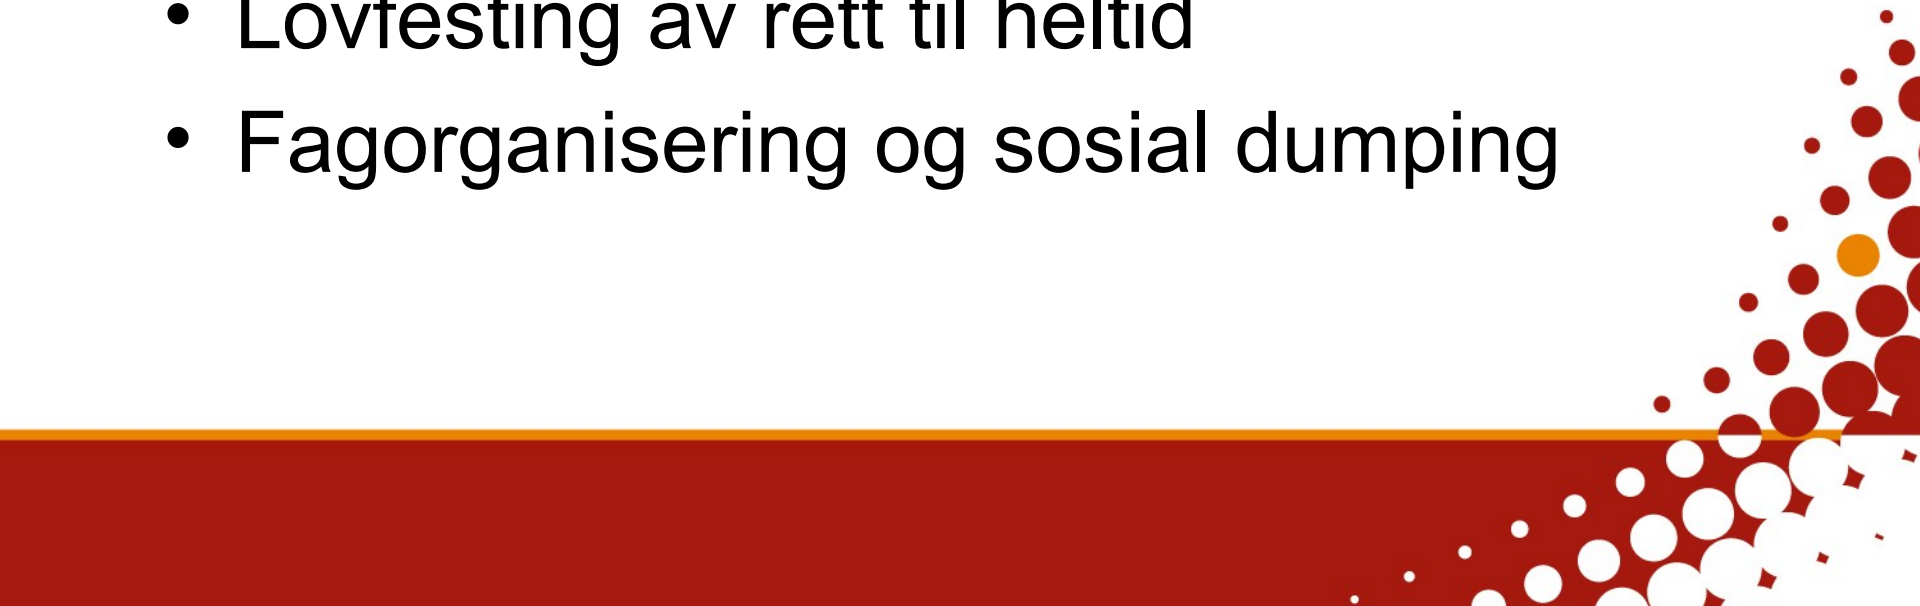 • Lovfesting av rett til heltid
• Fagorganisering og sosial dumping